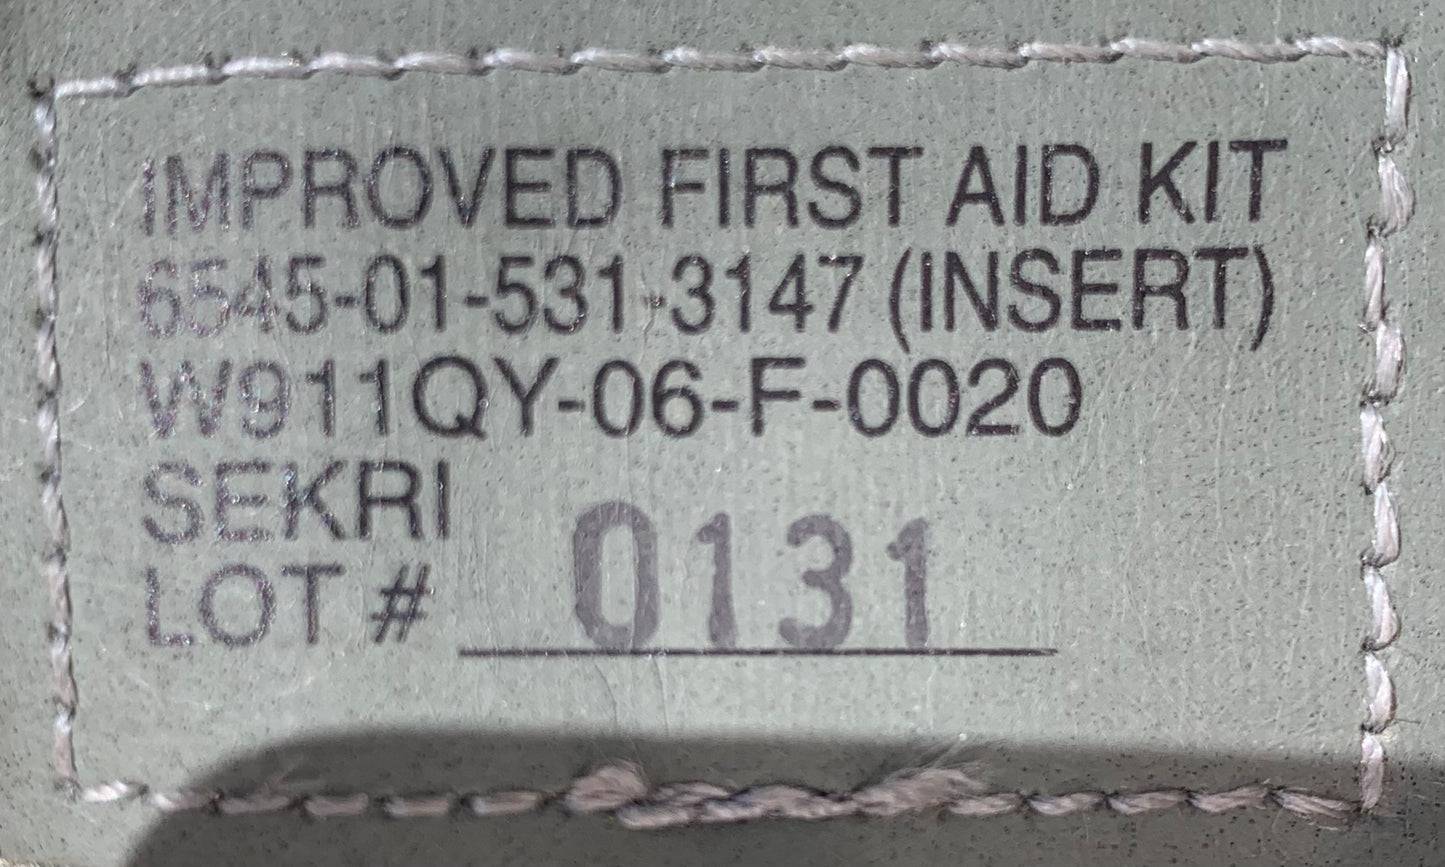 IMPROVED FIRST AID KIT
6545-01-531-3147 (INSERT)
W911QY-06-F-0020
SEKRI
LOT # 0131